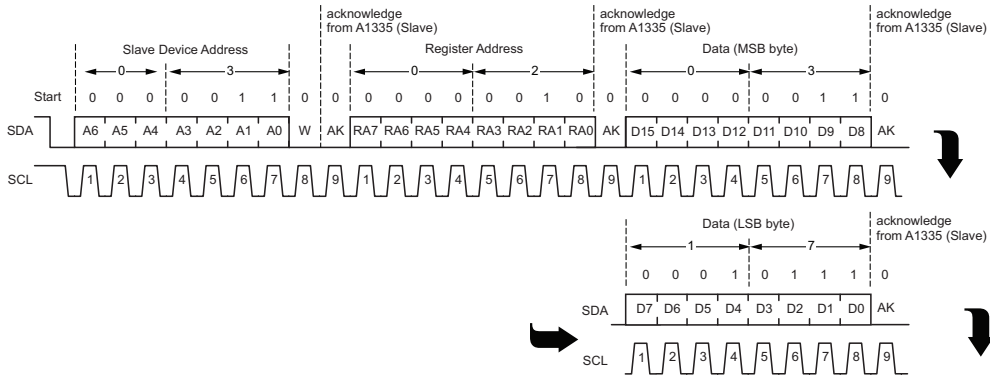 acknowledge acknowledge acknowledge
from A1335 (Slave) from A1335 (Slave) from A1335 (Slave)
Slave Device Address Register Address Data (MSB byte)
0 3 0 2 0 3
Start 0 0 0 0 0 1 1 0 0 0 0 0 0 0 0 1 0 0 0 0 0 0 0 0 1 1 0
SDA A6 A5 A4 A3 A2 A1 A0 W AK RA7 RA6 RA5 RA4 RA3 RA2 RA1 RA0 AK D15 D14 D13 D12 D11 D10 D9 D8 AK
SCL 1 2 3 4 5 6 7 8 9 1 2 3 4 5 6 7 8 9 1 2 3 4 5 6 7 8 9
acknowledge
Data (LSB byte) from A1335 (Slave)
1 7
0 0 0 1 0 1 1 1 0
SDA D7 D6 D5 D4 D3 D2 D1 D0 AK
SCL 1 2 3 4 5 6 7 8 9